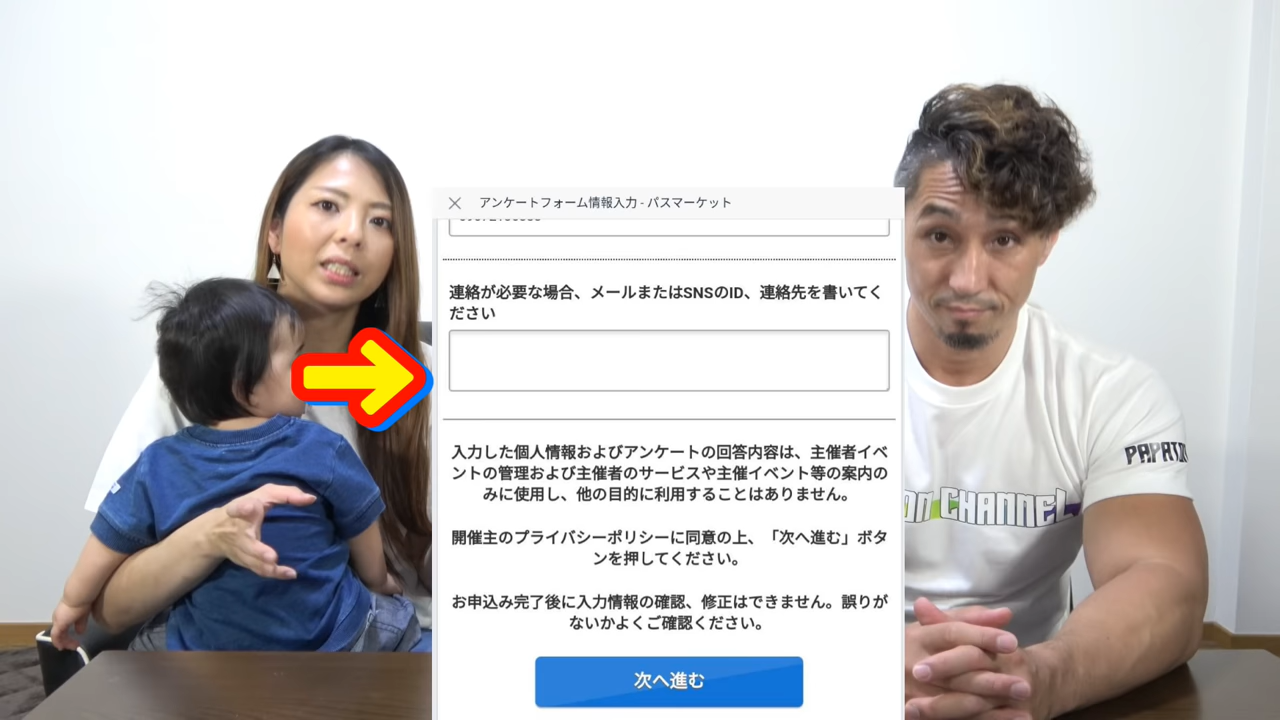 アンケートフォーム情報入力 - パスマーケット
連絡が必要な場合、メールまたはSNSのID、連絡先を書いてく
ださい
入力した個人情報およびアンケートの回答内容は、主催者イベ
ントの管理および主催者のサービスや主催イベント等の案内の
みに使用し、他の目的に利用することはありません。
開催主のプライバシーポリシーに同意の上、「次へ進む」ボタ
ンを押してください。
お申込み完了後に入力情報の確認、修正はできません。誤りが
ないかよくご確認ください。
次へ進む
ON CHANNEL